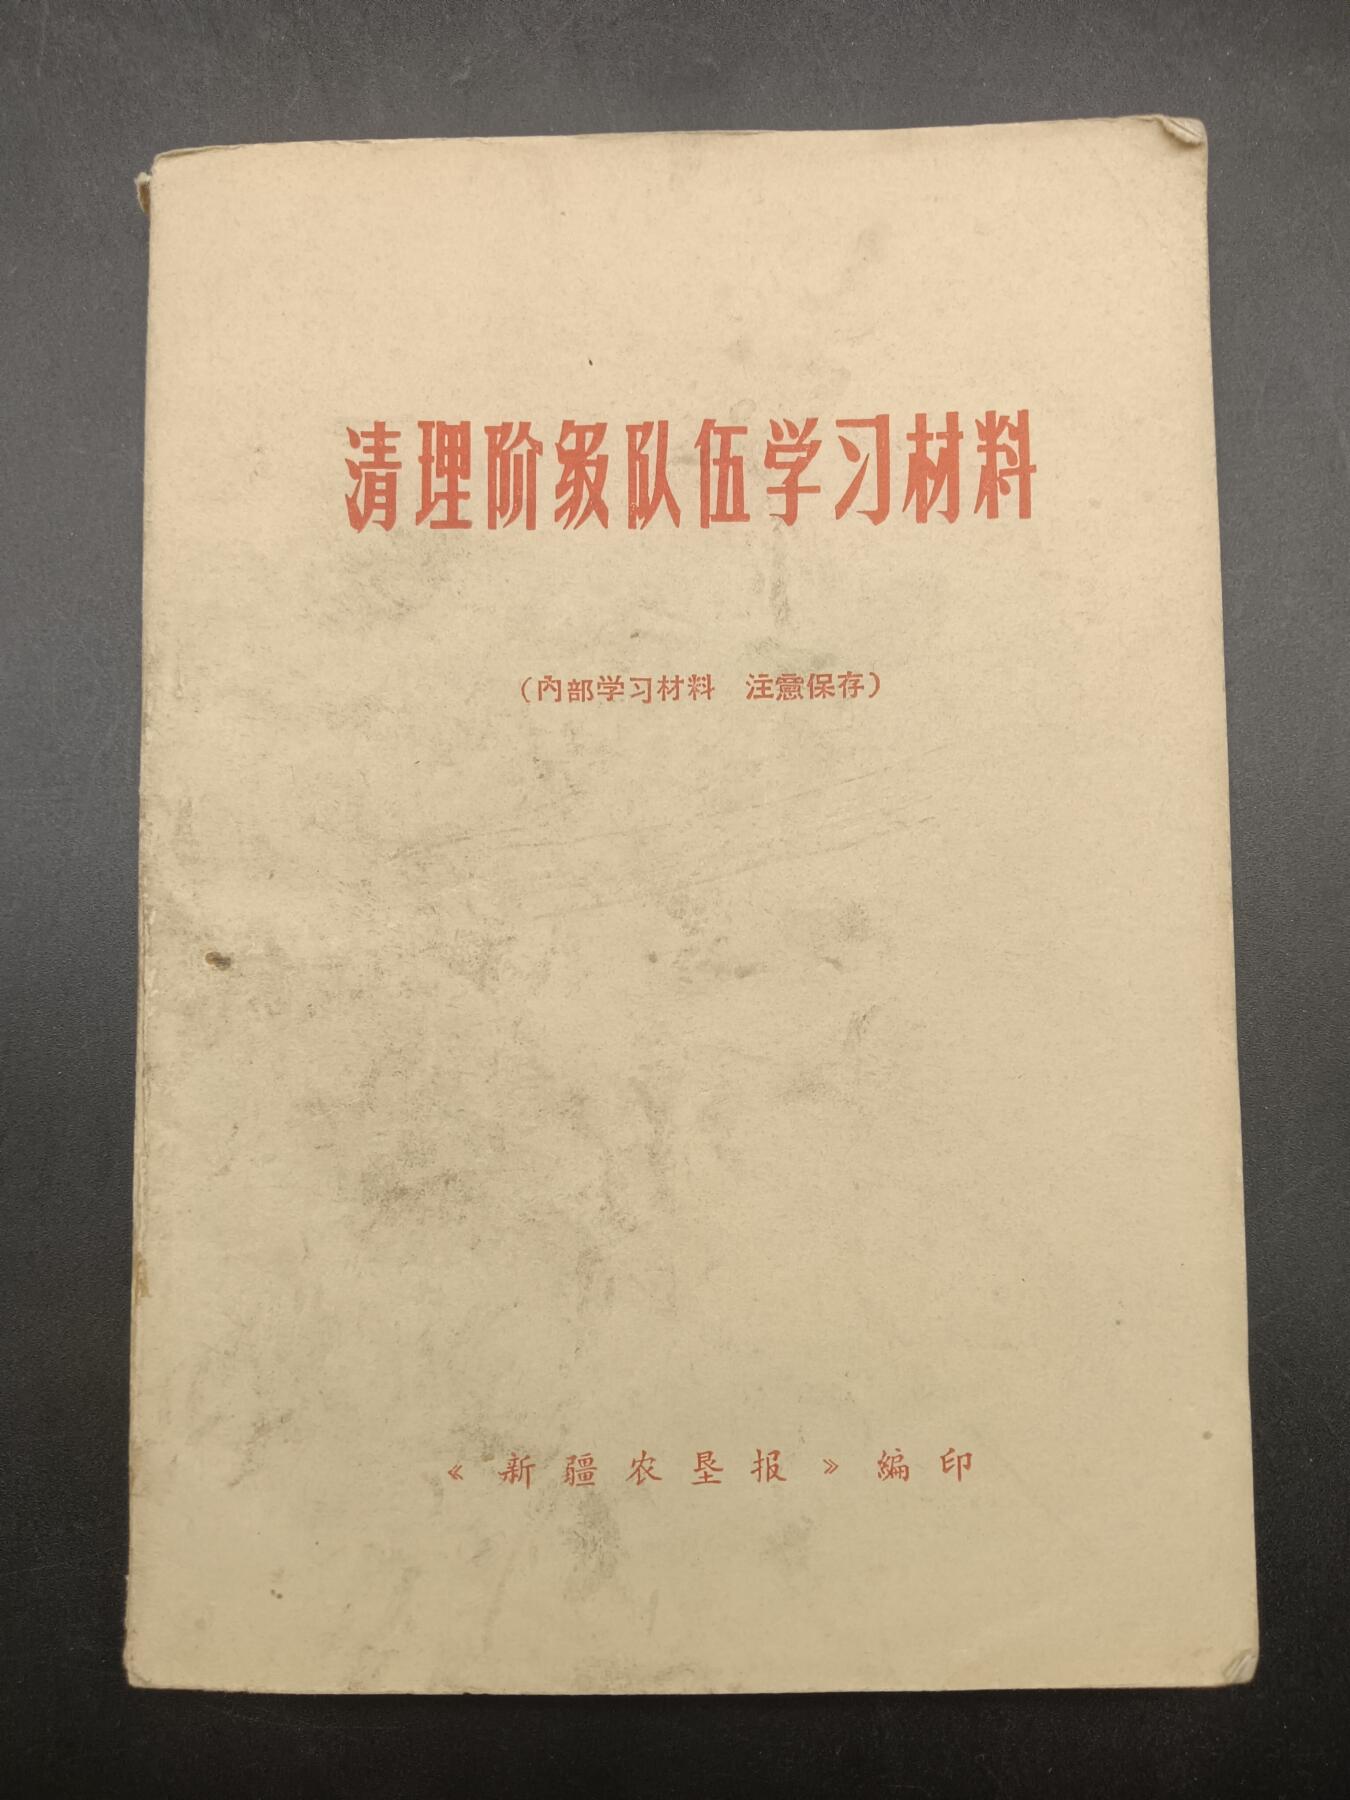 清理阶级队伍学习材料
（内部学习材料　注意保存）
《新疆农垦报》编印